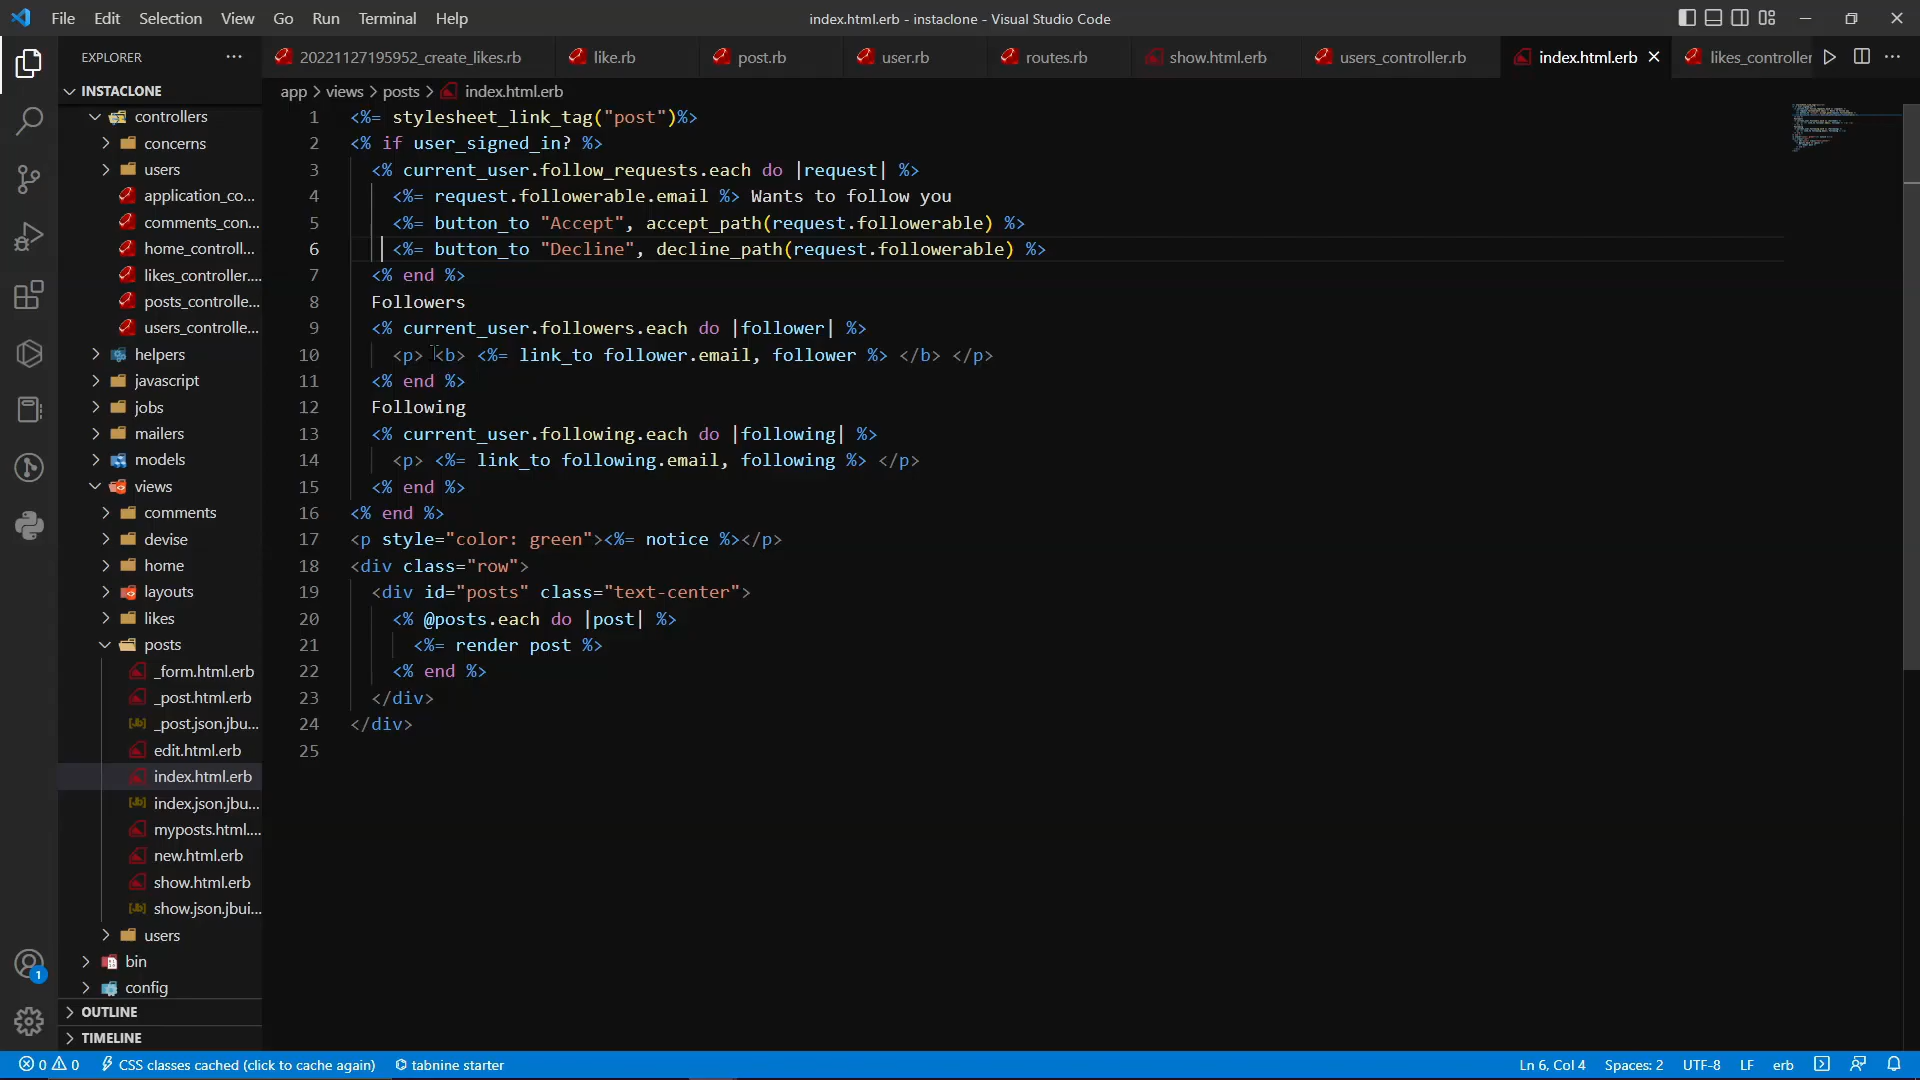 File Edit Selection View Go Run Terminal Help
index.html.erb - instaclone - Visual Studio Code
EXPLORER
20221127195952_create_likes.rb like.rb post.rb user.rb routes.rb show.html.erb users_controller.rb index.html.erb likes_controller
INSTACLONE
app > views > posts > index.html.erb
controllers
concerns
users
application_co...
comments_con...
home_controll...
likes_controller....
posts_controlle...
users_controlle...
helpers
javascript
jobs
mailers
models
views
comments
devise
home
layouts
likes
posts
_form.html.erb
_post.html.erb
_post.json.jbu...
edit.html.erb
index.html.erb
index.json.jbu...
myposts.html....
new.html.erb
show.html.erb
show.json.jbui...
users
bin
config
OUTLINE
TIMELINE
1 <%= stylesheet_link_tag("post")%>
2 <% if user_signed_in? %>
3 <% current_user.follow_requests.each do |request| %>
4 <%= request.followerable.email %> Wants to follow you
5 <%= button_to "Accept", accept_path(request.followerable) %>
6 <%= button_to "Decline", decline_path(request.followerable) %>
7 <% end %>
8 Followers
9 <% current_user.followers.each do |follower| %>
10 <p> <b> <%= link_to follower.email, follower %> </b> </p>
11 <% end %>
12 Following
13 <% current_user.following.each do |following| %>
14 <p> <%= link_to following.email, following %> </p>
15 <% end %>
16 <% end %>
17 <p style="color: green"><%= notice %></p>
18 <div class="row">
19 <div id="posts" class="text-center">
20 <% @posts.each do |post| %>
21 <%= render post %>
22 <% end %>
23 </div>
24 </div>
25
1
0 0 CSS classes cached (click to cache again) tabnine starter
Ln 6, Col 4 Spaces: 2 UTF-8 LF erb